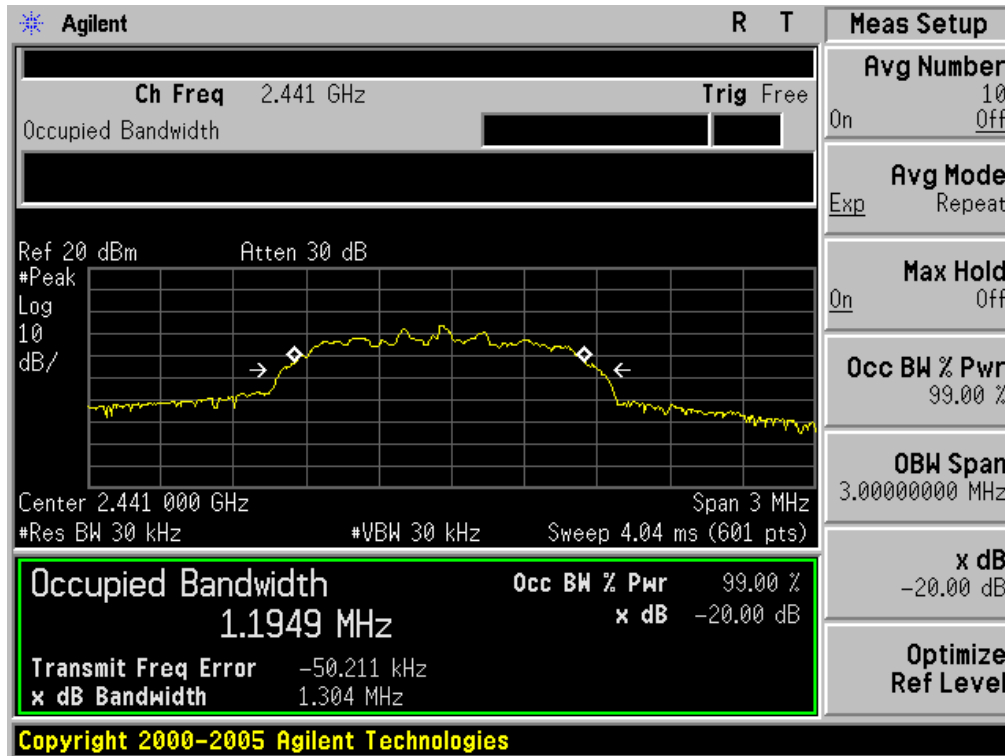 Agilent R T
Ch Freq 2.441 GHz Trig Free
Occupied Bandwidth
Ref 20 dBm Atten 30 dB
#Peak
Log
10
dB/
Center 2.441 000 GHz Span 3 MHz
#Res BW 30 kHz #VBW 30 kHz Sweep 4.04 ms (601 pts)
Occupied Bandwidth
1.1949 MHz
Occ BW % Pwr 99.00 %
x dB -20.00 dB
Transmit Freq Error -50.211 kHz
x dB Bandwidth 1.304 MHz
Copyright 2000-2005 Agilent Technologies
Meas Setup
Avg Number
10
On Off
Avg Mode
Exp Repeat
Max Hold
On Off
Occ BW % Pwr
99.00 %
OBW Span
3.00000000 MHz
x dB
-20.00 dB
Optimize
Ref Level